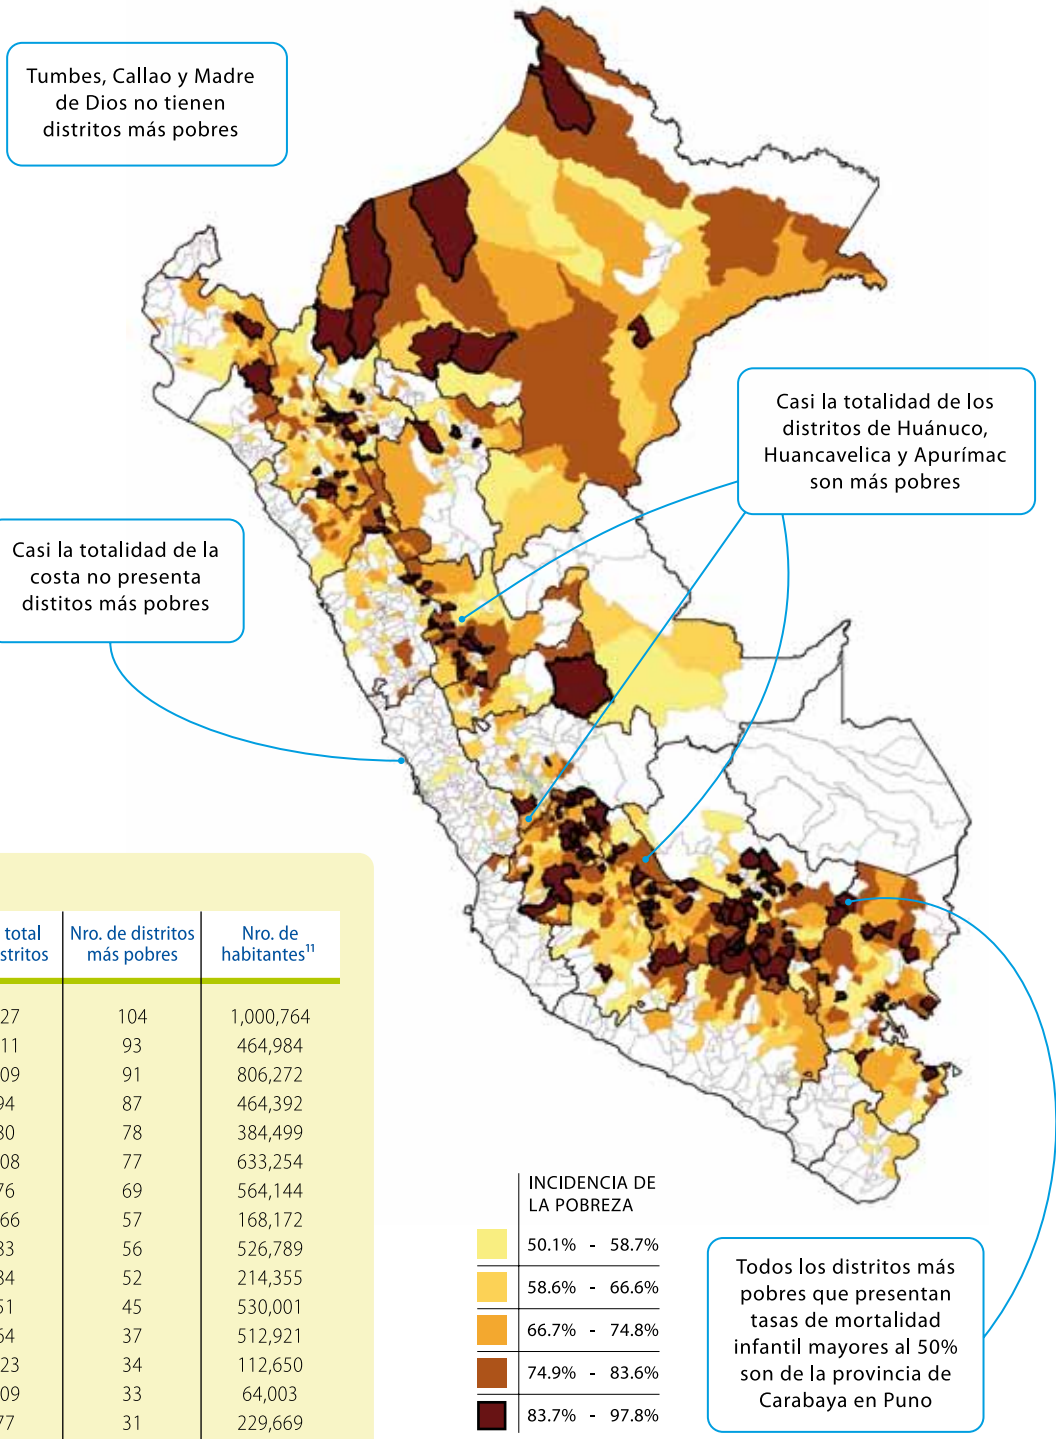 Tumbes, Callao y Madre
de Dios no tienen
distritos más pobres
Casi la totalidad de los
distritos de Huánuco,
Huancavelica y Apurímac
son más pobres
Casi la totalidad de la
costa no presenta
distitos más pobres
total Nro. de distritos Nro. de
stritos más pobres habitantes¹¹
27 104 1,000,764
11 93 464,984
09 91 806,272
94 87 464,392
80 78 384,499
08 77 633,254
76 69 564,144
66 57 168,172
83 56 526,789
84 52 214,355
51 45 530,001
64 37 512,921
23 34 112,650
09 33 64,003
77 31 229,669
INCIDENCIA DE
LA POBREZA
50.1% - 58.7%
58.6% - 66.6%
66.7% - 74.8%
74.9% - 83.6%
83.7% - 97.8%
Todos los distritos más
pobres que presentan
tasas de mortalidad
infantil mayores al 50%
son de la provincia de
Carabaya en Puno